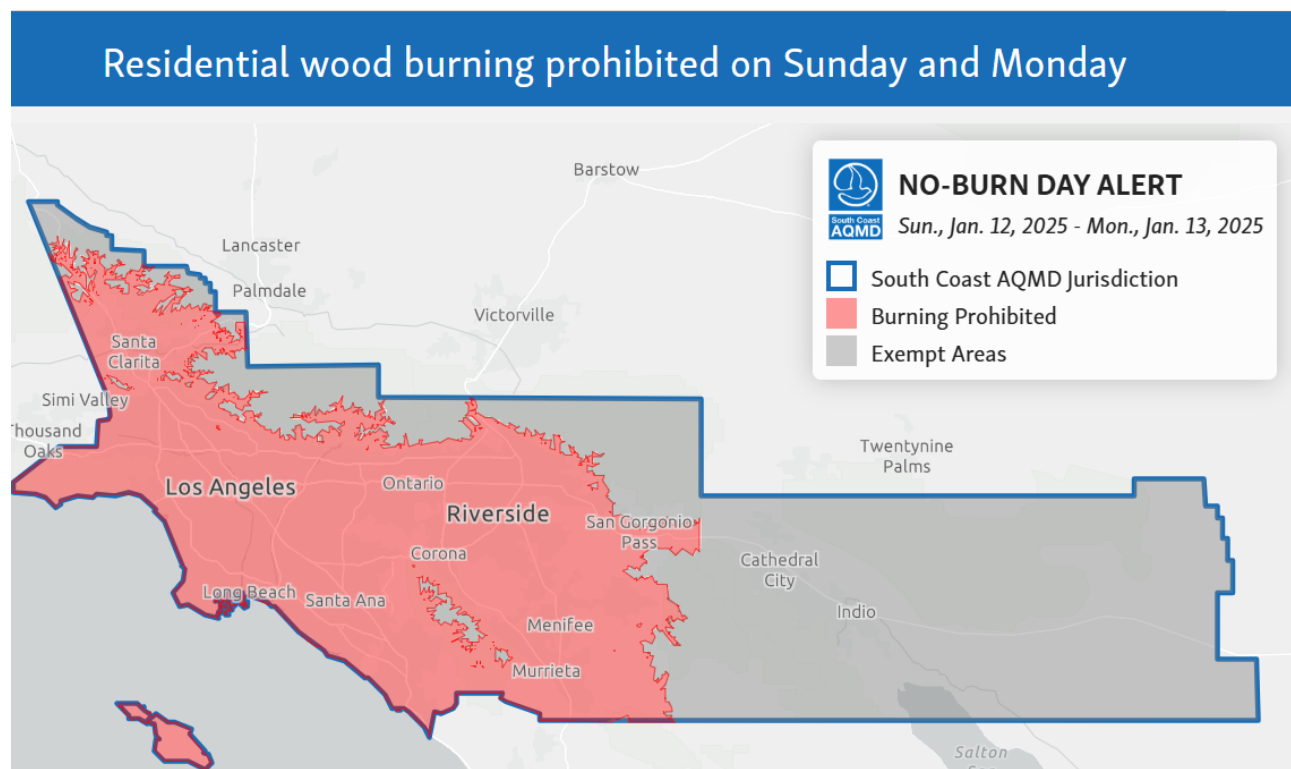 Residential wood burning prohibited on Sunday and Monday
Barstow
South Coast
AQMD
NO-BURN DAY ALERT
Sun., Jan. 12, 2025 - Mon., Jan. 13, 2025
South Coast AQMD Jurisdiction
Burning Prohibited
Exempt Areas
Lancaster
Palmdale
Victorville
Santa
Clarita
Simi Valley
Thousand
Oaks
Twentynine
Palms
Los Angeles
Ontario
Riverside
San Gorgonio
Pass
Corona
Cathedral
City
Long Beach
Santa Ana
Indio
Menifee
Murrieta
Salton